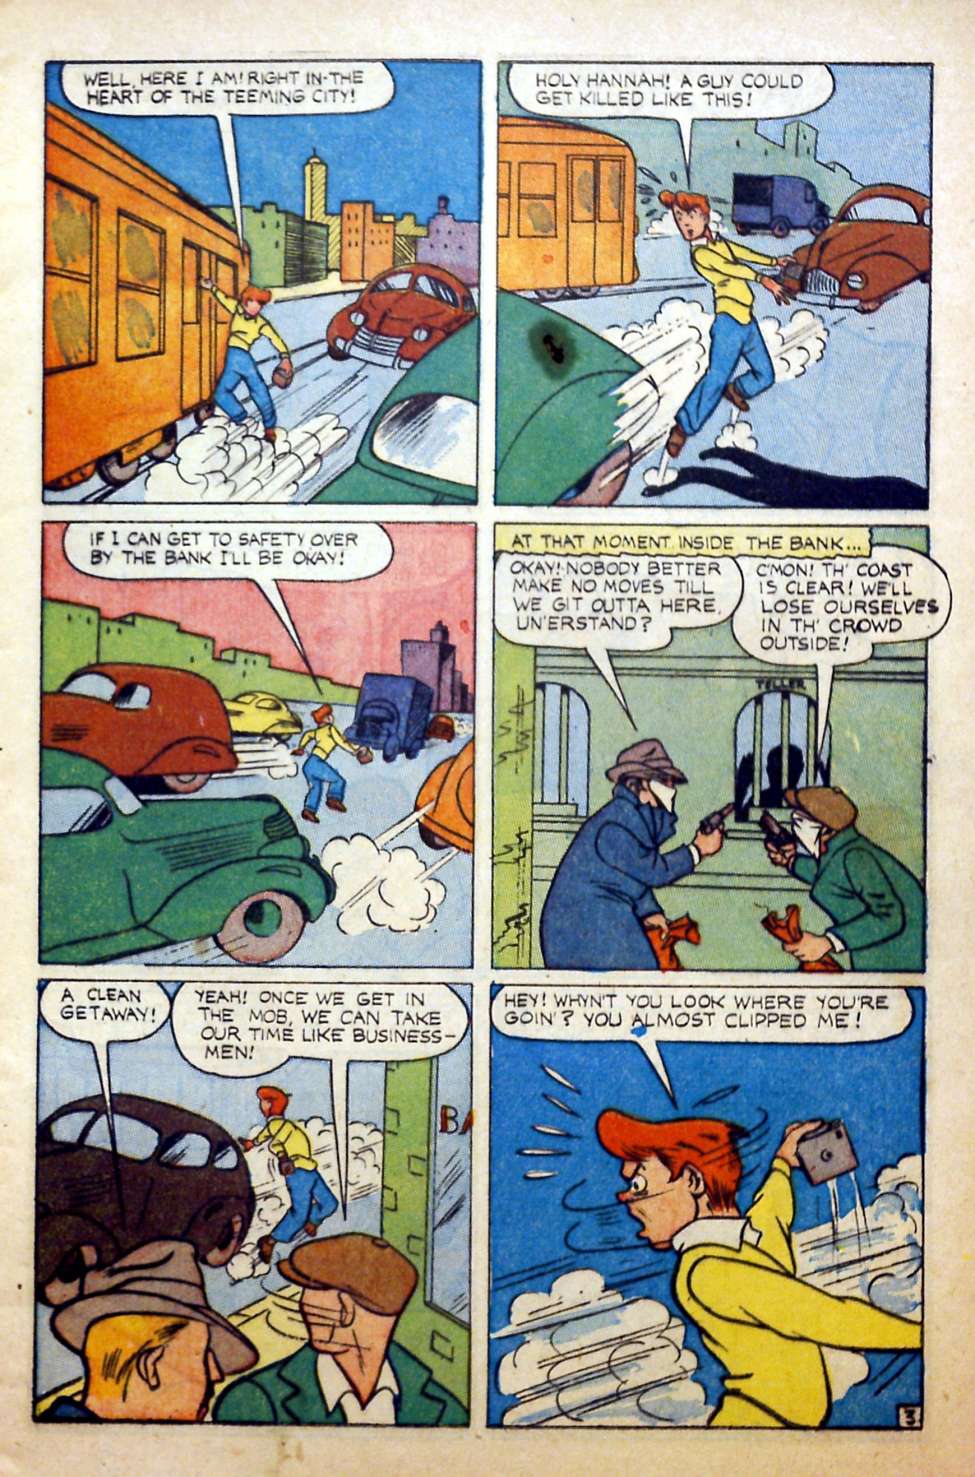 WELL, HERE I AM! RIGHT IN THE
HEART OF THE TEEMING CITY!
HOLY HANNAH! A GUY COULD
GET KILLED LIKE THIS!
IF I CAN GET TO SAFETY OVER
BY THE BANK I'LL BE OKAY!
AT THAT MOMENT INSIDE THE BANK...
OKAY! NOBODY BETTER
MAKE NO MOVES TILL
WE GIT OUTTA HERE,
UN'ERSTAND?
C'MON! TH' COAST
IS CLEAR! WE'LL
LOSE OURSELVES
IN TH' CROWD
OUTSIDE!
TELLER
A CLEAN
GETAWAY!
YEAH! ONCE WE GET IN
THE MOB, WE CAN TAKE
OUR TIME LIKE BUSINESS-
MEN!
BA
HEY! WHYN'T YOU LOOK WHERE YOU'RE
GOIN'? YOU ALMOST CLIPPED ME!
3